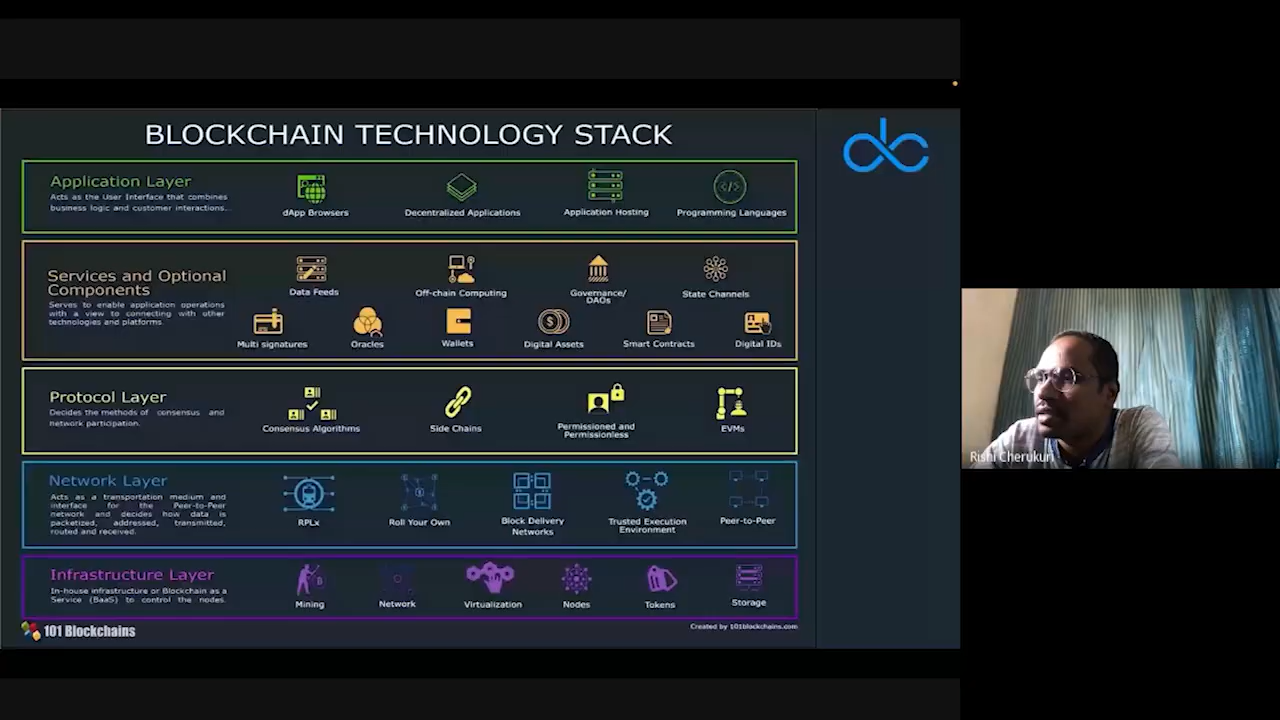 BLOCKCHAIN TECHNOLOGY STACK
Application Layer
Acts as the User Interface that combines
business logic and customer interactions.
dApp Browsers
Decentralized Applications
Application Hosting
Programming Languages
Services and Optional
Components
Serves to enable application operations
with a view to connecting with other
technologies and platforms.
Data Feeds
Off-chain Computing
Governance/
DAOs
State Channels
Multi signatures
Oracles
Wallets
Digital Assets
Smart Contracts
Digital IDs
Protocol Layer
Decides the methods of consensus and
network participation.
Consensus Algorithms
Side Chains
Permissioned and
Permissionless
EVMs
Network Layer
Acts as a transportation medium and
interface for the Peer-to-Peer
network and decides how data is
packetized, addressed, transmitted,
routed and received.
RPLx
Roll Your Own
Block Delivery
Networks
Trusted Execution
Environment
Peer-to-Peer
Infrastructure Layer
In-house infrastructure or Blockchain as a
Service (BaaS) to control the nodes.
Mining
Network
Virtualization
Nodes
Tokens
Storage
101 Blockchains
Created by 101blockchains.com
Rishi Cherukuri